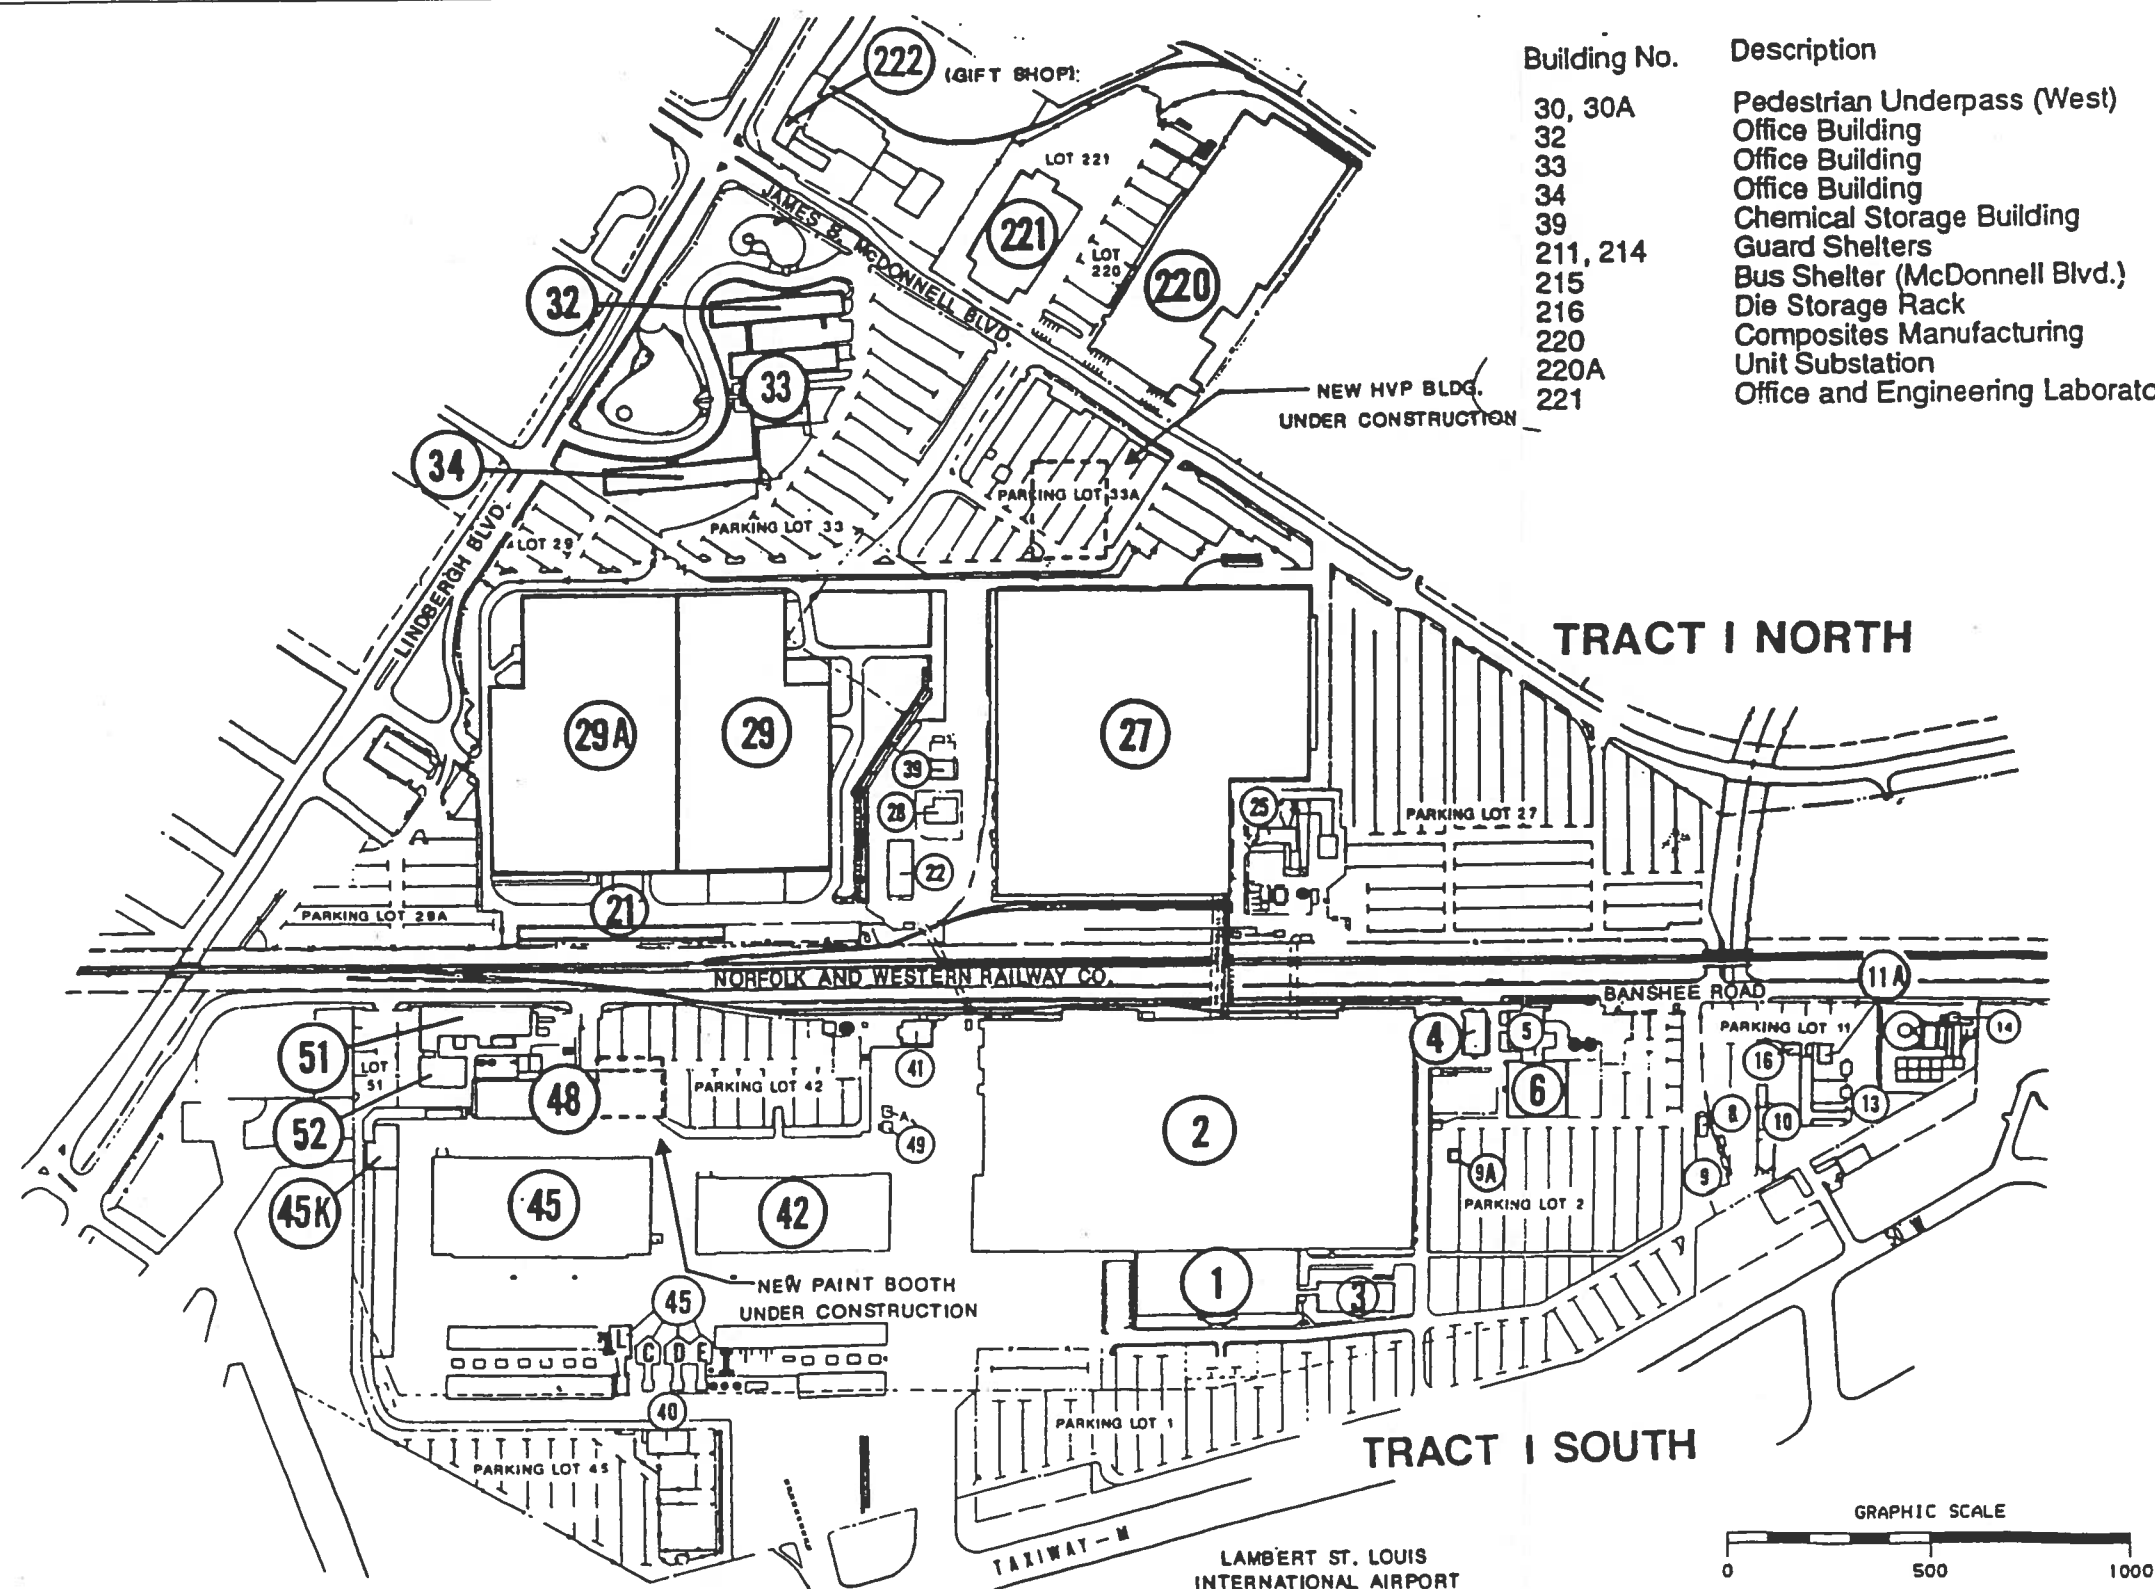 Building No. Description
30, 30A Pedestrian Underpass (West)
32 Office Building
33 Office Building
34 Office Building
39 Chemical Storage Building
211, 214 Guard Shelters
215 Bus Shelter (McDonnell Blvd.)
216 Die Storage Rack
220 Composites Manufacturing
220A Unit Substation
221 Office and Engineering Laborato
222 (GIFT SHOP)
LOT 221
JAMES S. McDONNELL BLVD.
221
LOT
220
220
32
33
34
NEW HVP BLDG.
UNDER CONSTRUCTION
PARKING LOT 33A
PARKING LOT 33
LOT 29
LINDBERGH BLVD.
TRACT I NORTH
29A
29
27
39
28
22
25
PARKING LOT 27
21
PARKING LOT 29A
NORFOLK AND WESTERN RAILWAY CO.
BANSHEE ROAD
11A
51
LOT
51
52
48
PARKING LOT 42
41
A
49
4
5
6
PARKING LOT 11
14
16
13
8
10
9
9A
PARKING LOT 2
2
45K
45
42
NEW PAINT BOOTH
UNDER CONSTRUCTION
1
3
45
L
C D E
40
PARKING LOT 1
PARKING LOT 45
TRACT I SOUTH
TAXIWAY-M
LAMBERT ST. LOUIS
INTERNATIONAL AIRPORT
GRAPHIC SCALE
0 500 1000